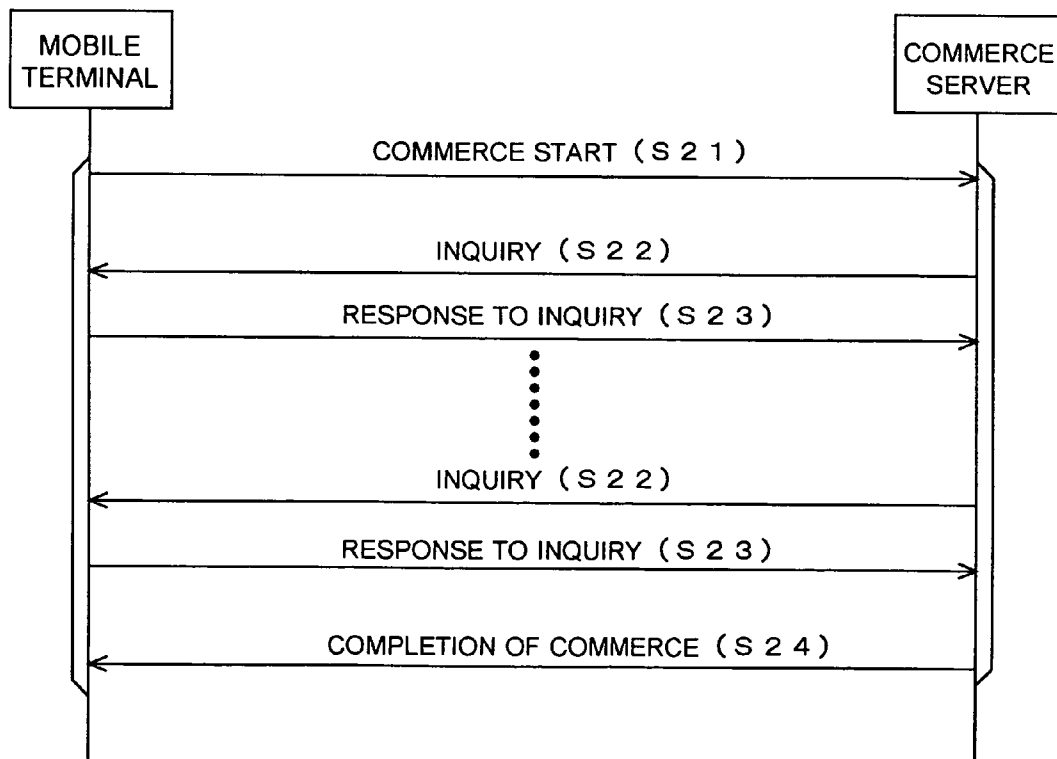 MOBILE
TERMINAL
COMMERCE
SERVER
COMMERCE START (S21)
INQUIRY (S22)
RESPONSE TO INQUIRY (S23)
INQUIRY (S22)
RESPONSE TO INQUIRY (S23)
COMPLETION OF COMMERCE (S24)